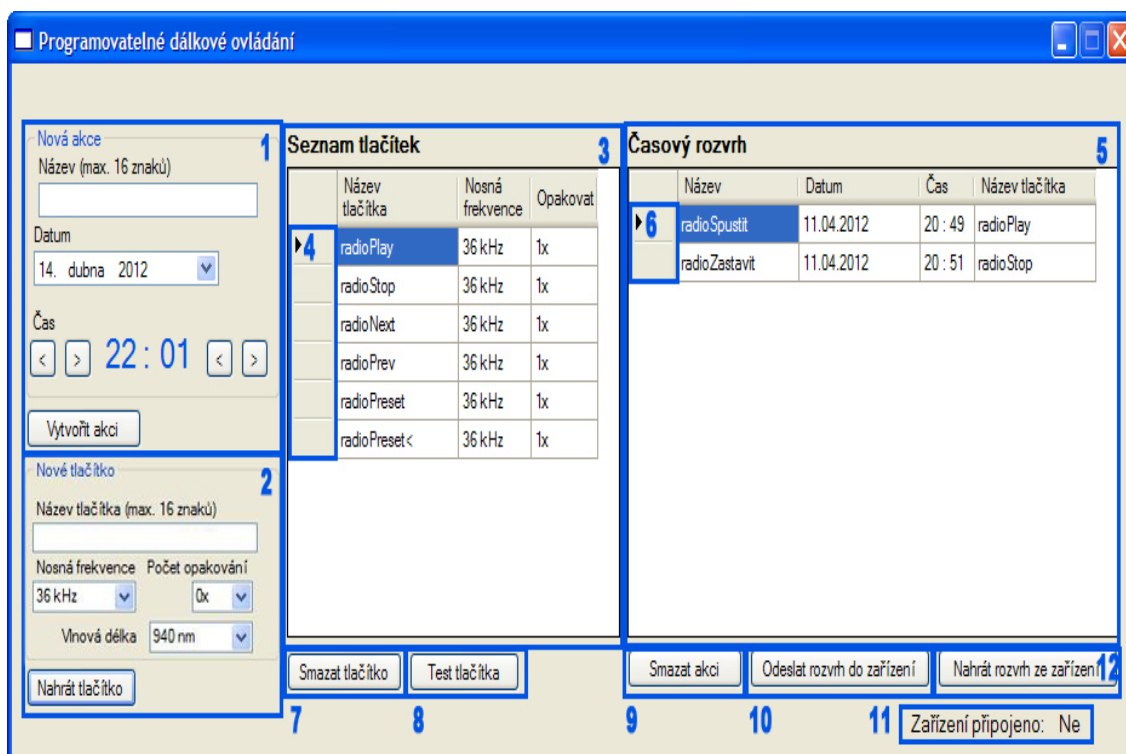 Programovatelné dálkové ovládání
Nová akce
1
Název (max. 16 znaků)
Datum
14. dubna 2012
Čas
< > 22 : 01 < >
Vytvořit akci
Nové tlačítko
2
Název tlačítka (max. 16 znaků)
Nosná frekvence Počet opakování
36 kHz 0x
Vlnová délka 940 nm
Nahrát tlačítko
Seznam tlačítek 3
Název tlačítka Nosná frekvence Opakovat
4 radioPlay 36 kHz 1x
radioStop 36 kHz 1x
radioNext 36 kHz 1x
radioPrev 36 kHz 1x
radioPreset 36 kHz 1x
radioPreset< 36 kHz 1x
Smazat tlačítko Test tlačítka
7 8
Časový rozvrh 5
Název Datum Čas Název tlačítka
6 radioSpustit 11.04.2012 20 : 49 radioPlay
radioZastavit 11.04.2012 20 : 51 radioStop
Smazat akci Odeslat rozvrh do zařízení Nahrát rozvrh ze zařízení 12
9 10 11 Zařízení připojeno: Ne